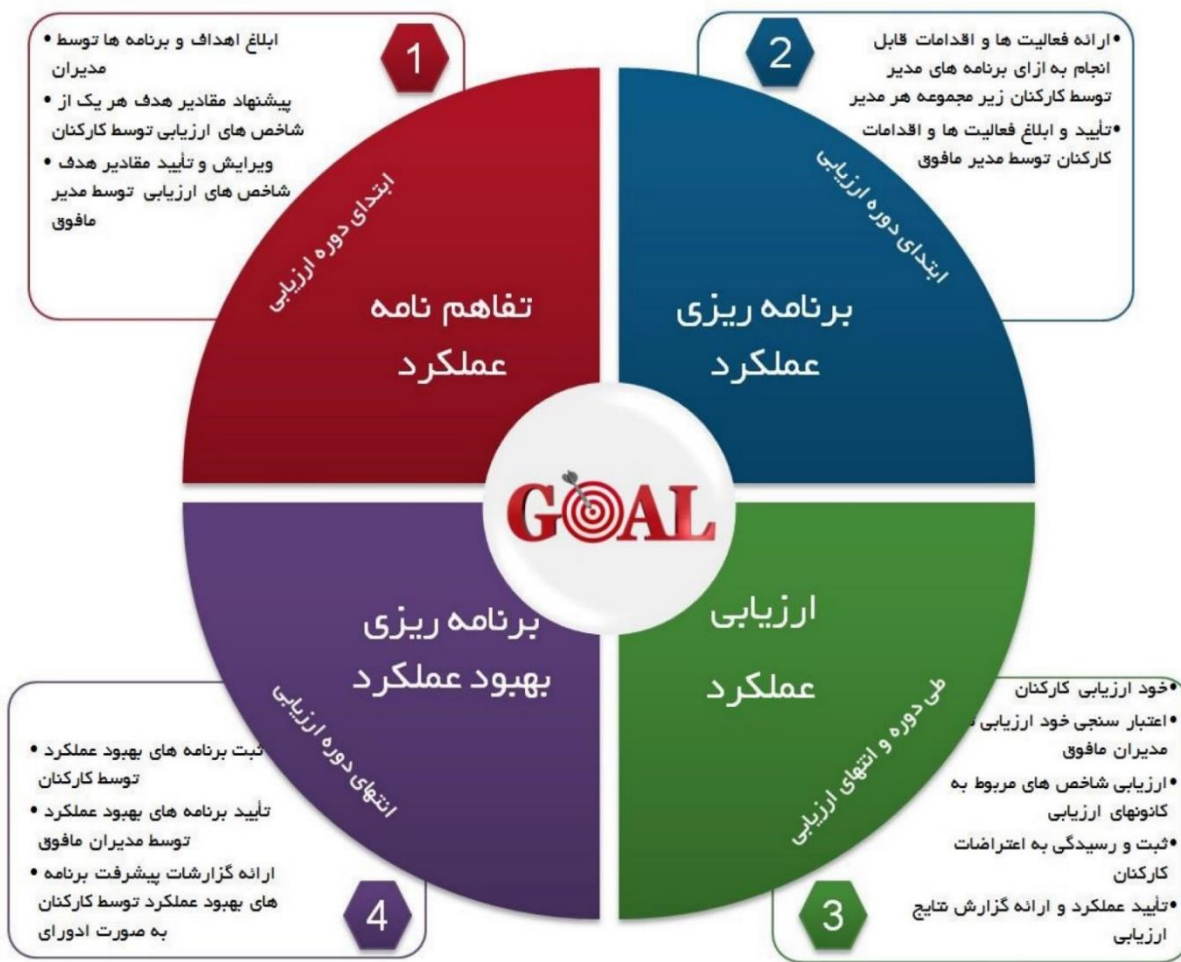 1
• ابلاغ اهداف و برنامه ها توسط
مدیران
• پیشنهاد مقادیر هدف هر یک از
شاخص های ارزیابی توسط کارکنان
• ویرایش و تأیید مقادیر هدف
شاخص های ارزیابی توسط مدیر
مافوق
ابتدای دوره ارزیابی
تفاهم نامه
عملکرد
2
• ارائه فعالیت ها و اقدامات قابل
انجام به ازای برنامه های مدیر
توسط کارکنان زیر مجموعه هر مدیر
• تأیید و ابلاغ فعالیت ها و اقدامات
کارکنان توسط مدیر مافوق
ابتدای دوره ارزیابی
برنامه ریزی
عملکرد
GOAL
ارزیابی
عملکرد
طی دوره و انتهای ارزیابی
• خود ارزیابی کارکنان
• اعتبار سنجی خود ارزیابی
مدیران مافوق
• ارزیابی شاخص های مربوط به
کانونهای ارزیابی
• ثبت و رسیدگی به اعتراضات
کارکنان
• تأیید عملکرد و ارائه گزارش نتایج
ارزیابی
3
برنامه ریزی
بهبود عملکرد
انتهای دوره ارزیابی
• ثبت برنامه های بهبود عملکرد
توسط کارکنان
• تأیید برنامه های بهبود عملکرد
توسط مدیران مافوق
• ارائه گزارشات پیشرفت برنامه
های بهبود عملکرد توسط کارکنان
به صورت ادورای
4